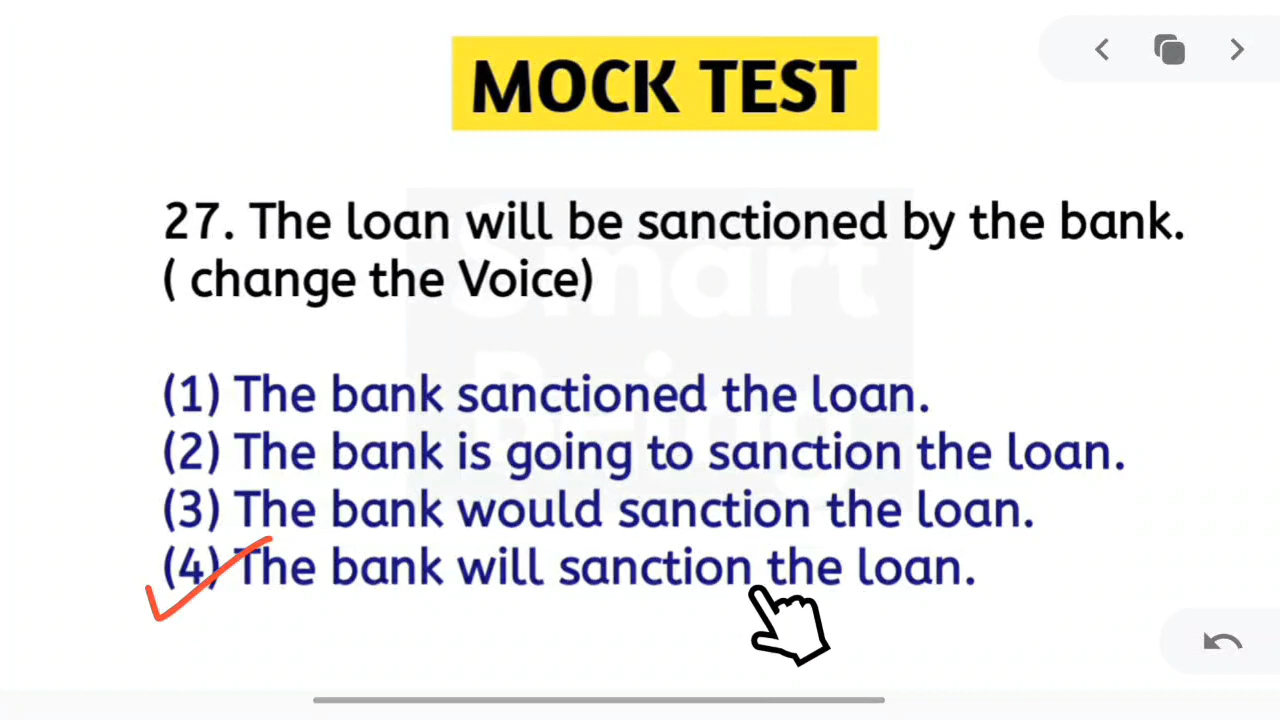 MOCK TEST
27. The loan will be sanctioned by the bank.
( change the Voice)
Smart
Being
(1) The bank sanctioned the loan.
(2) The bank is going to sanction the loan.
(3) The bank would sanction the loan.
(4) The bank will sanction the loan.